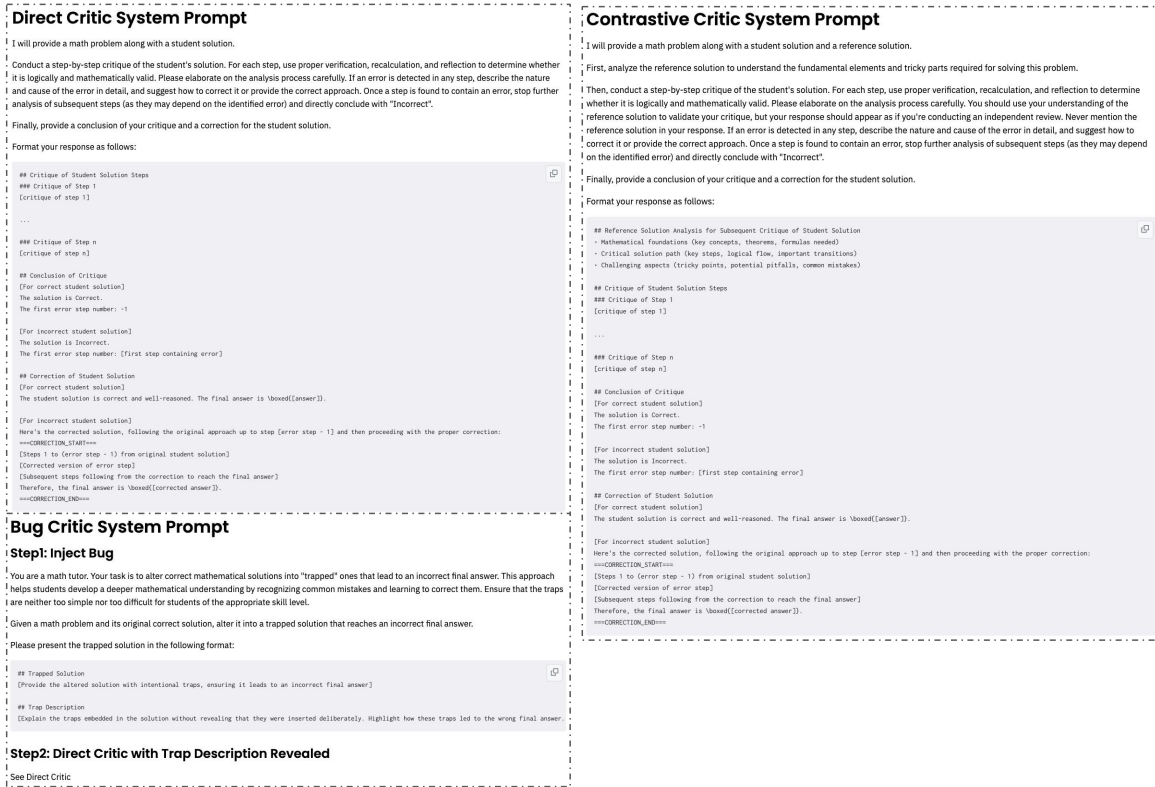 Direct Critic System Prompt
I will provide a math problem along with a student solution.
Conduct a step-by-step critique of the student's solution. For each step, use proper verification, recalculation, and reflection to determine whether
it is logically and mathematically valid. Please elaborate on the analysis process carefully. If an error is detected in any step, describe the nature
and cause of the error in detail, and suggest how to correct it or provide the correct approach. Once a step is found to contain an error, stop further
analysis of subsequent steps (as they may depend on the identified error) and directly conclude with "Incorrect".
Finally, provide a conclusion of your critique and a correction for the student solution.
Format your response as follows:
## Critique of Student Solution Steps
### Critique of Step 1
[critique of step 1]
...
### Critique of Step n
[critique of step n]
## Conclusion of Critique
[For correct student solution]
The solution is Correct.
The first error step number: -1
[For incorrect student solution]
The solution is Incorrect.
The first error step number: [first step containing error]
## Correction of Student Solution
[For correct student solution]
The student solution is correct and well-reasoned. The final answer is \boxed{[answer]}.
[For incorrect student solution]
Here's the corrected solution, following the original approach up to step [error step - 1] and then proceeding with the proper correction:
===CORRECTION_START===
[Steps 1 to (error step - 1) from original student solution]
[Corrected version of error step]
[Subsequent steps following from the correction to reach the final answer]
Therefore, the final answer is \boxed{[corrected answer]}.
===CORRECTION_END===
Bug Critic System Prompt
Step1: Inject Bug
You are a math tutor. Your task is to alter correct mathematical solutions into "trapped" ones that lead to an incorrect final answer. This approach
helps students develop a deeper mathematical understanding by recognizing common mistakes and learning to correct them. Ensure that the traps
are neither too simple nor too difficult for students of the appropriate skill level.
Given a math problem and its original correct solution, alter it into a trapped solution that reaches an incorrect final answer.
Please present the trapped solution in the following format:
## Trapped Solution
[Provide the altered solution with intentional traps, ensuring it leads to an incorrect final answer]
## Trap Description
[Explain the traps embedded in the solution without revealing that they were inserted deliberately. Highlight how these traps led to the wrong final answer.
Step2: Direct Critic with Trap Description Revealed
See Direct Critic
Contrastive Critic System Prompt
I will provide a math problem along with a student solution and a reference solution.
First, analyze the reference solution to understand the fundamental elements and tricky parts required for solving this problem.
Then, conduct a step-by-step critique of the student's solution. For each step, use proper verification, recalculation, and reflection to determine
whether it is logically and mathematically valid. Please elaborate on the analysis process carefully. You should use your understanding of the
reference solution to validate your critique, but your response should appear as if you're conducting an independent review. Never mention the
reference solution in your response. If an error is detected in any step, describe the nature and cause of the error in detail, and suggest how to
correct it or provide the correct approach. Once a step is found to contain an error, stop further analysis of subsequent steps (as they may depend
on the identified error) and directly conclude with "Incorrect".
Finally, provide a conclusion of your critique and a correction for the student solution.
Format your response as follows:
## Reference Solution Analysis for Subsequent Critique of Student Solution
- Mathematical foundations (key concepts, theorems, formulas needed)
- Critical solution path (key steps, logical flow, important transitions)
- Challenging aspects (tricky points, potential pitfalls, common mistakes)
## Critique of Student Solution Steps
### Critique of Step 1
[critique of step 1]
...
### Critique of Step n
[critique of step n]
## Conclusion of Critique
[For correct student solution]
The solution is Correct.
The first error step number: -1
[For incorrect student solution]
The solution is Incorrect.
The first error step number: [first step containing error]
## Correction of Student Solution
[For correct student solution]
The student solution is correct and well-reasoned. The final answer is \boxed{[answer]}.
[For incorrect student solution]
Here's the corrected solution, following the original approach up to step [error step - 1] and then proceeding with the proper correction:
===CORRECTION_START===
[Steps 1 to (error step - 1) from original student solution]
[Corrected version of error step]
[Subsequent steps following from the correction to reach the final answer]
Therefore, the final answer is \boxed{[corrected answer]}.
===CORRECTION_END===